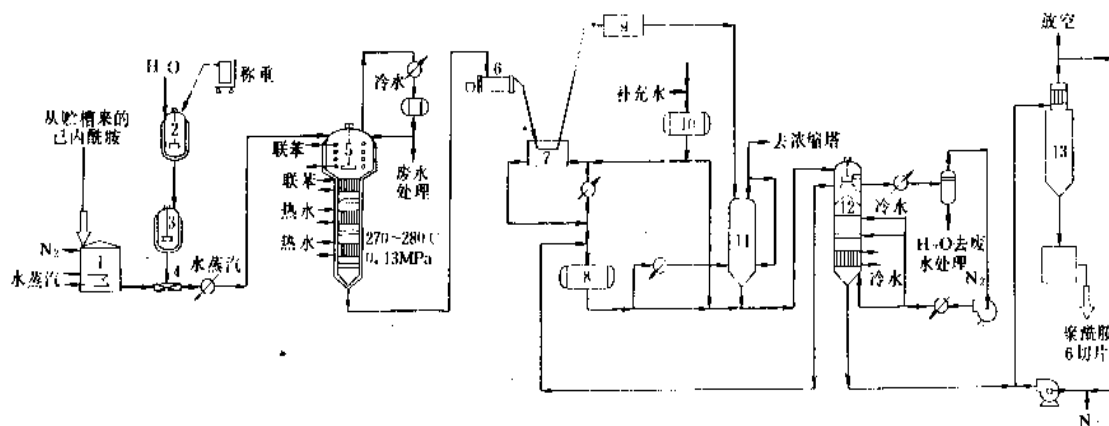 放空
H₂O
称重
冷水
6
9
补充水
10
2
从贮槽来的
己内酰胺
5
联苯
废水
处理
7
去浓缩塔
13
联苯
12
冷水
3
热水
热水
270~280℃
0.13MPa
11
H₂O去废
水处理
N₂
1
4
水蒸汽
8
N₂
水蒸汽
冷水
聚酰胺
6切片
N